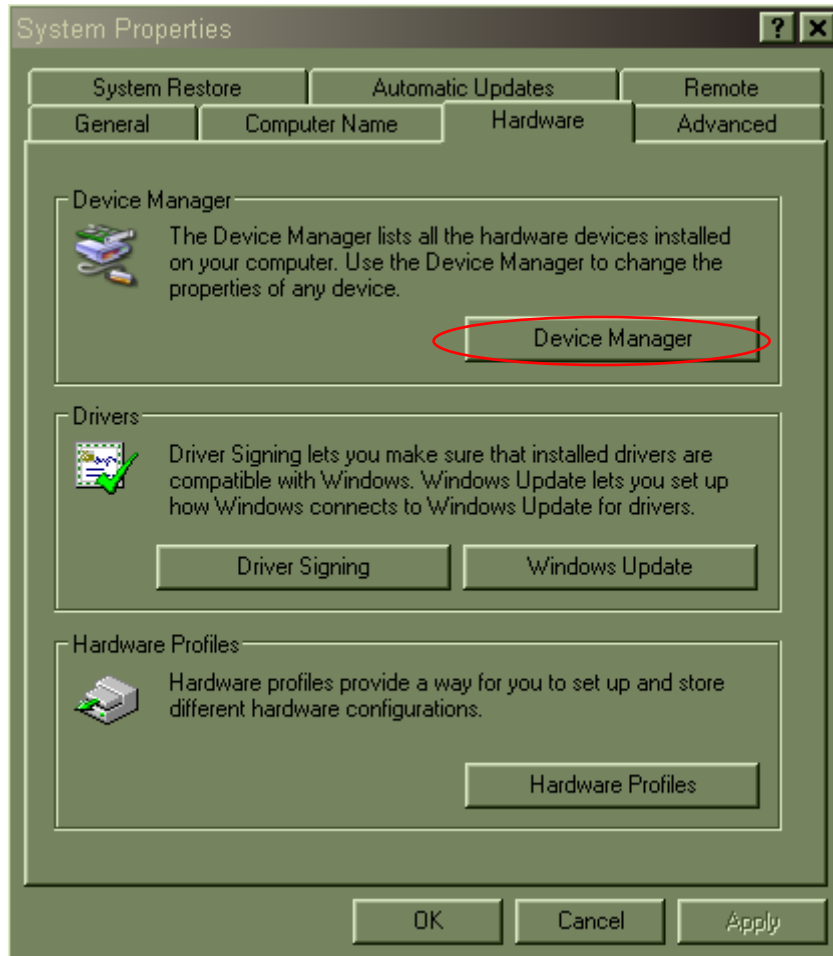 System Properties
System Restore Automatic Updates Remote
General Computer Name Hardware Advanced
Device Manager
The Device Manager lists all the hardware devices installed
on your computer. Use the Device Manager to change the
properties of any device.
Device Manager
Drivers
Driver Signing lets you make sure that installed drivers are
compatible with Windows. Windows Update lets you set up
how Windows connects to Windows Update for drivers.
Driver Signing Windows Update
Hardware Profiles
Hardware profiles provide a way for you to set up and store
different hardware configurations.
Hardware Profiles
OK Cancel Apply